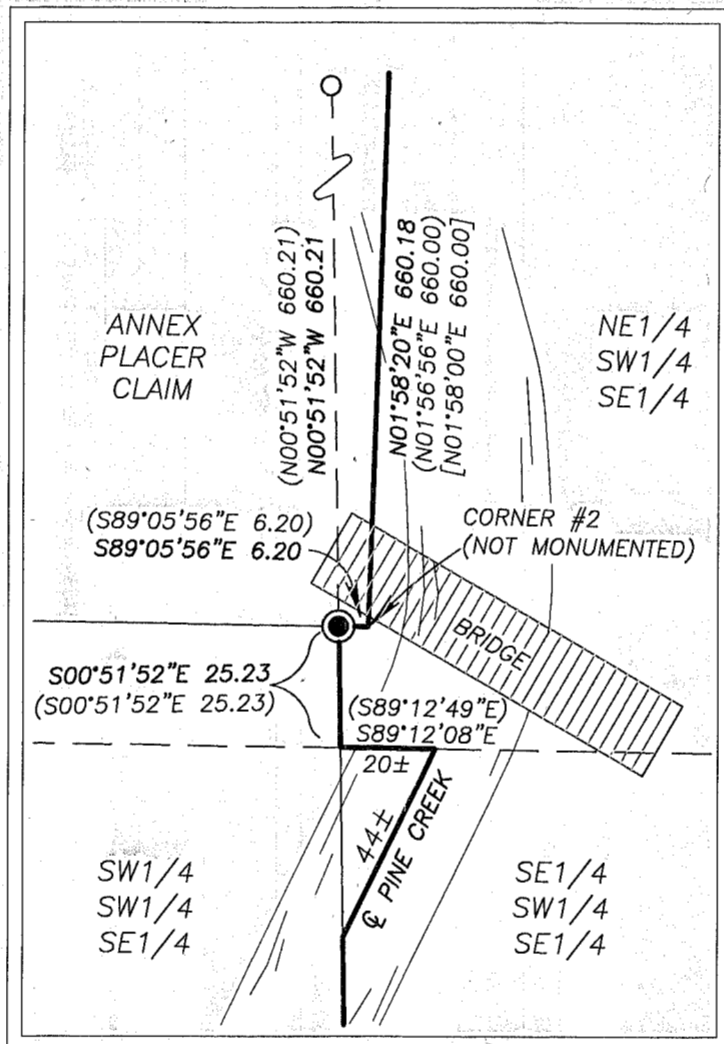 (N00°51'52"W 660.21)
N00°51'52"W 660.21
N01°58'20"E 660.18
(N01°56'56"E 660.00)
[N01°58'00"E 660.00]
ANNEX
PLACER
CLAIM
NE1/4
SW1/4
SE1/4
(S89°05'56"E 6.20)
S89°05'56"E 6.20
CORNER #2
(NOT MONUMENTED)
BRIDGE
S00°51'52"E 25.23
(S00°51'52"E 25.23)
(S89°12'49"E)
S89°12'08"E
20±
44±
℄ PINE CREEK
SW1/4
SW1/4
SE1/4
SE1/4
SW1/4
SE1/4